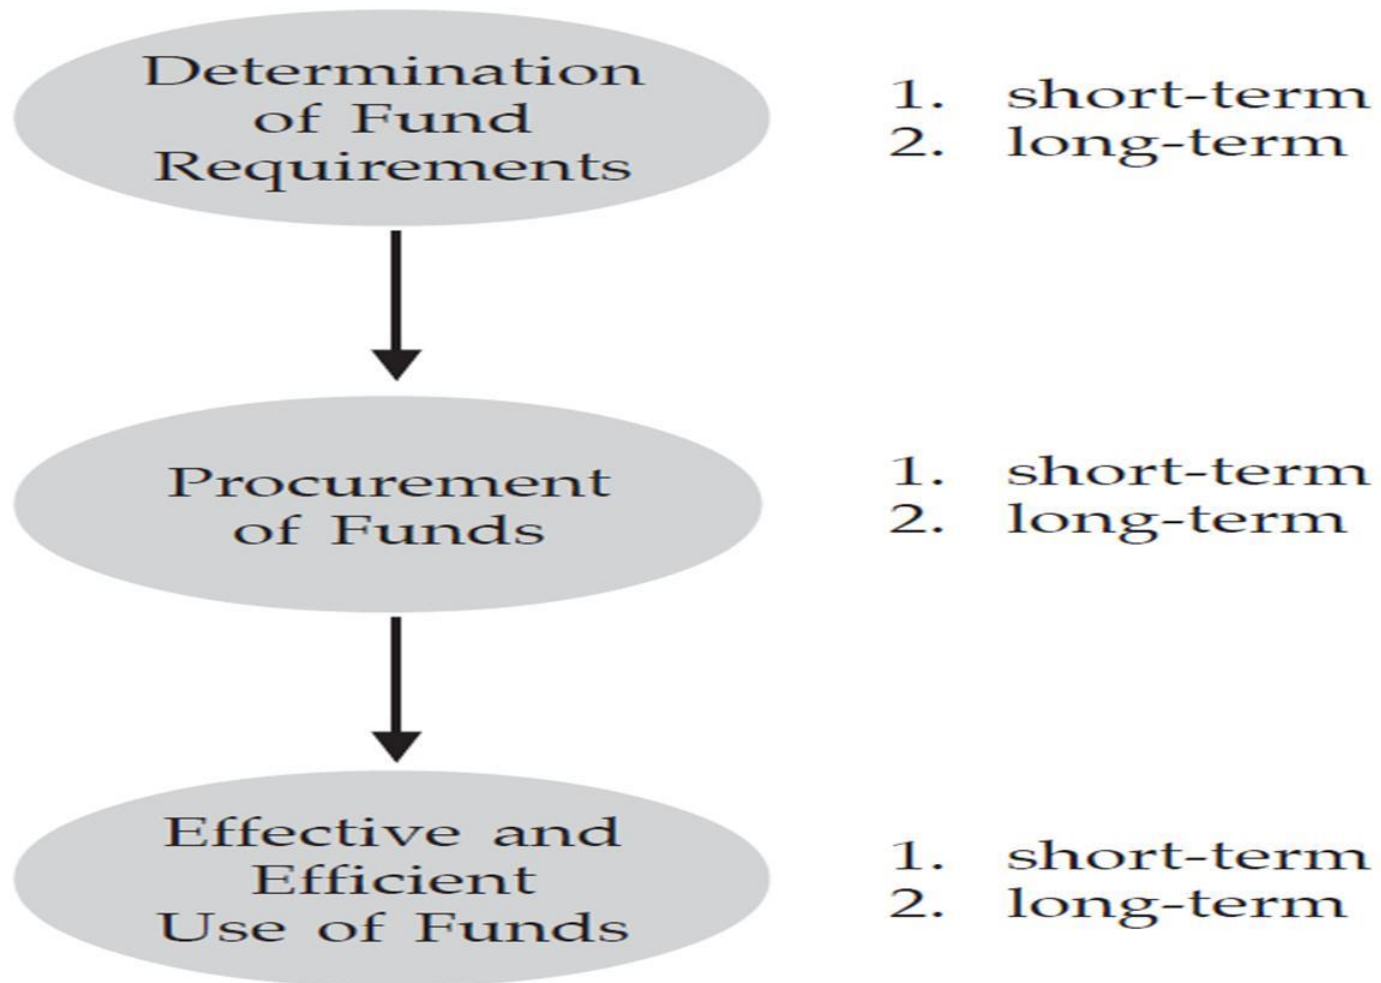 Determination
of Fund
Requirements
1. short-term
2. long-term
Procurement
of Funds
1. short-term
2. long-term
Effective and
Efficient
Use of Funds
1. short-term
2. long-term